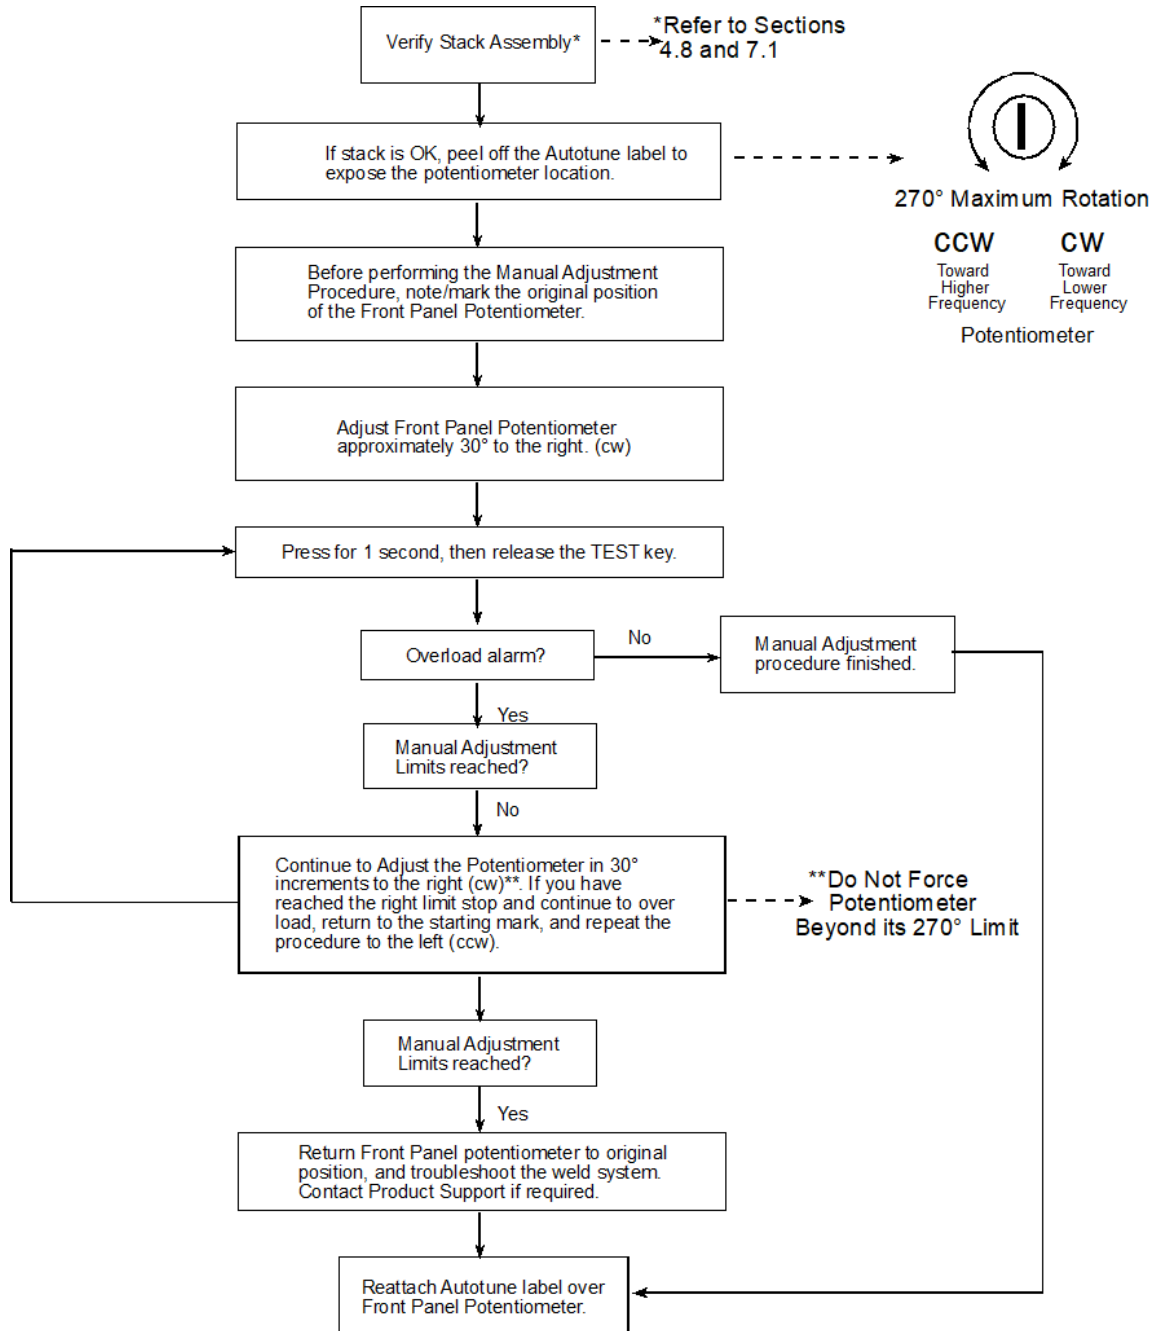 Verify Stack Assembly*
*Refer to Sections
4.8 and 7.1
If stack is OK, peel off the Autotune label to
expose the potentiometer location.
270° Maximum Rotation
CCW
Toward
Higher
Frequency
CW
Toward
Lower
Frequency
Potentiometer
Before performing the Manual Adjustment
Procedure, note/mark the original position
of the Front Panel Potentiometer.
Adjust Front Panel Potentiometer
approximately 30° to the right. (cw)
Press for 1 second, then release the TEST key.
Overload alarm?
No
Manual Adjustment
procedure finished.
Yes
Manual Adjustment
Limits reached?
No
Continue to Adjust the Potentiometer in 30°
increments to the right (cw)**. If you have
reached the right limit stop and continue to over
load, return to the starting mark, and repeat the
procedure to the left (ccw).
**Do Not Force
Potentiometer
Beyond its 270° Limit
Manual Adjustment
Limits reached?
Yes
Return Front Panel potentiometer to original
position, and troubleshoot the weld system.
Contact Product Support if required.
Reattach Autotune label over
Front Panel Potentiometer.